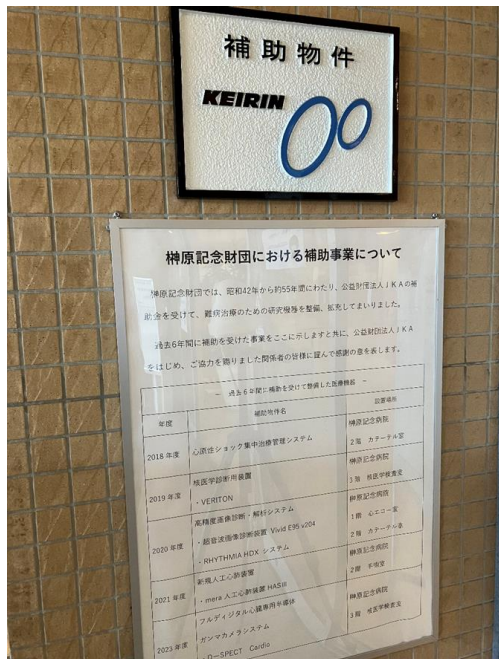 補助物件
KEIRIN
榊原記念財団における補助事業について
榊原記念財団では、昭和42年から約55年間にわたり、公益財団法人JKAの補
助金を受けて、難病治療のための研究機器を整備、拡充してまいりました。
過去6年間に補助を受けた事業をここに示しますと共に、公益財団法人JKA
をはじめ、ご協力を賜りました関係者の皆様に謹んで感謝の意を表します。
－ 過去6年間に補助を受けて整備した医療機器 －
年度 補助物件名 設置場所
2018年度 心原性ショック集中治療管理システム 榊原記念病院
2階 カテーテル室
2019年度 核医学診断用装置 榊原記念病院
・VERITON 3階 核医学検査室
2020年度 高精度画像診断・解析システム 榊原記念病院
・超音波画像診断装置 Vivid E95 v204 1階 心エコー室
・RHYTHMIA HDX システム 2階 カテーテル室
2021年度 新規人工心肺装置 榊原記念病院
・mera 人工心肺装置 HASⅢ 2階 手術室
2023年度 フルディジタル心臓専用半導体 榊原記念病院
ガンマカメラシステム 3階 核医学検査室
D－SPECT Cardio